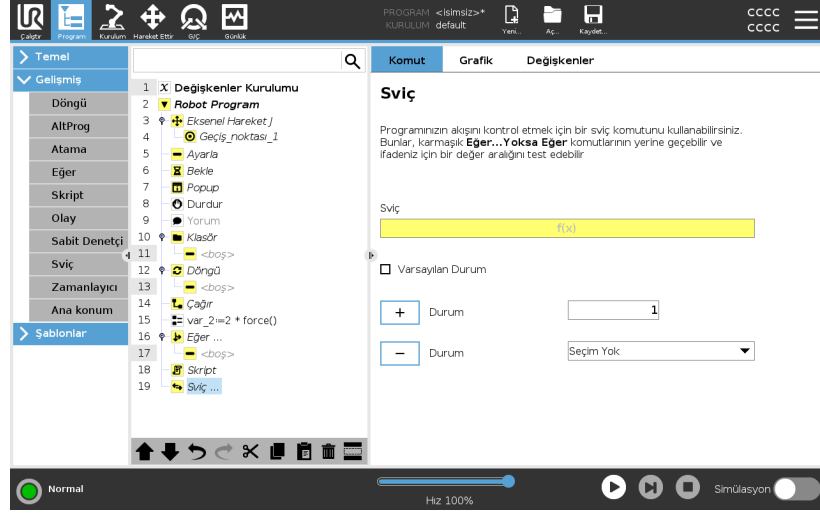 UR
Çalıştır
Program
Kurulum
Hareket Ettir
G/Ç
Günlük
PROGRAM <isimsiz>*
KURULUM default
Yeni...
Aç...
Kaydet...
CCCC
CCCC
Temel
Gelişmiş
Döngü
AltProg
Atama
Eğer
Skript
Olay
Sabit Denetçi
Sviç
Zamanlayıcı
Ana konum
Şablonlar
1 X Değişkenler Kurulumu
2 Robot Program
3 Eksenel Hareket J
4 Geçiş_noktası_1
5 Ayarla
6 Bekle
7 Popup
8 Durdur
9 Yorum
10 Klasör
11 <boş>
12 Döngü
13 <boş>
14 Çağır
15 var_2:=2 * force()
16 Eğer ...
17 <boş>
18 Skript
19 Sviç ...
Komut Grafik Değişkenler
Sviç
Programınızın akışını kontrol etmek için bir sviç komutunu kullanabilirsiniz.
Bunlar, karmaşık Eğer...Yoksa Eğer komutlarının yerine geçebilir ve
ifadeniz için bir değer aralığını test edebilir
Sviç
f(x)
Varsayılan Durum
+ Durum 1
− Durum Seçim Yok
Normal
Hız 100%
Simülasyon